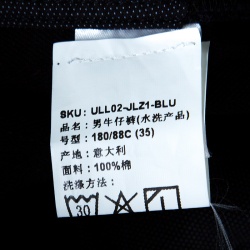 SKU: ULL02-JLZ1-BLU
品名: 男牛仔裤(水洗产品)
号型: 180/88C (35)
产地: 意大利
面料: 100%棉
洗涤方法:
30